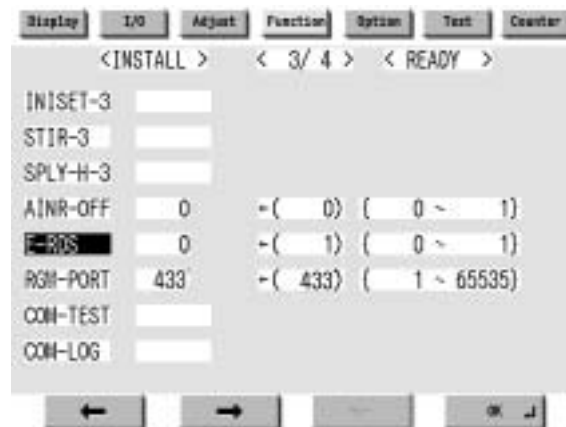 Display I/O Adjust Function Option Test Counter
<INSTALL > < 3/ 4 > < READY >
INISET-3
STIR-3
SPLY-H-3
AINR-OFF 0 ←( 0) ( 0 ~ 1)
E-RDS 0 ←( 1) ( 0 ~ 1)
RGW-PORT 433 ←( 433) ( 1 ~ 65535)
COM-TEST
COM-LOG
← → OK ┘